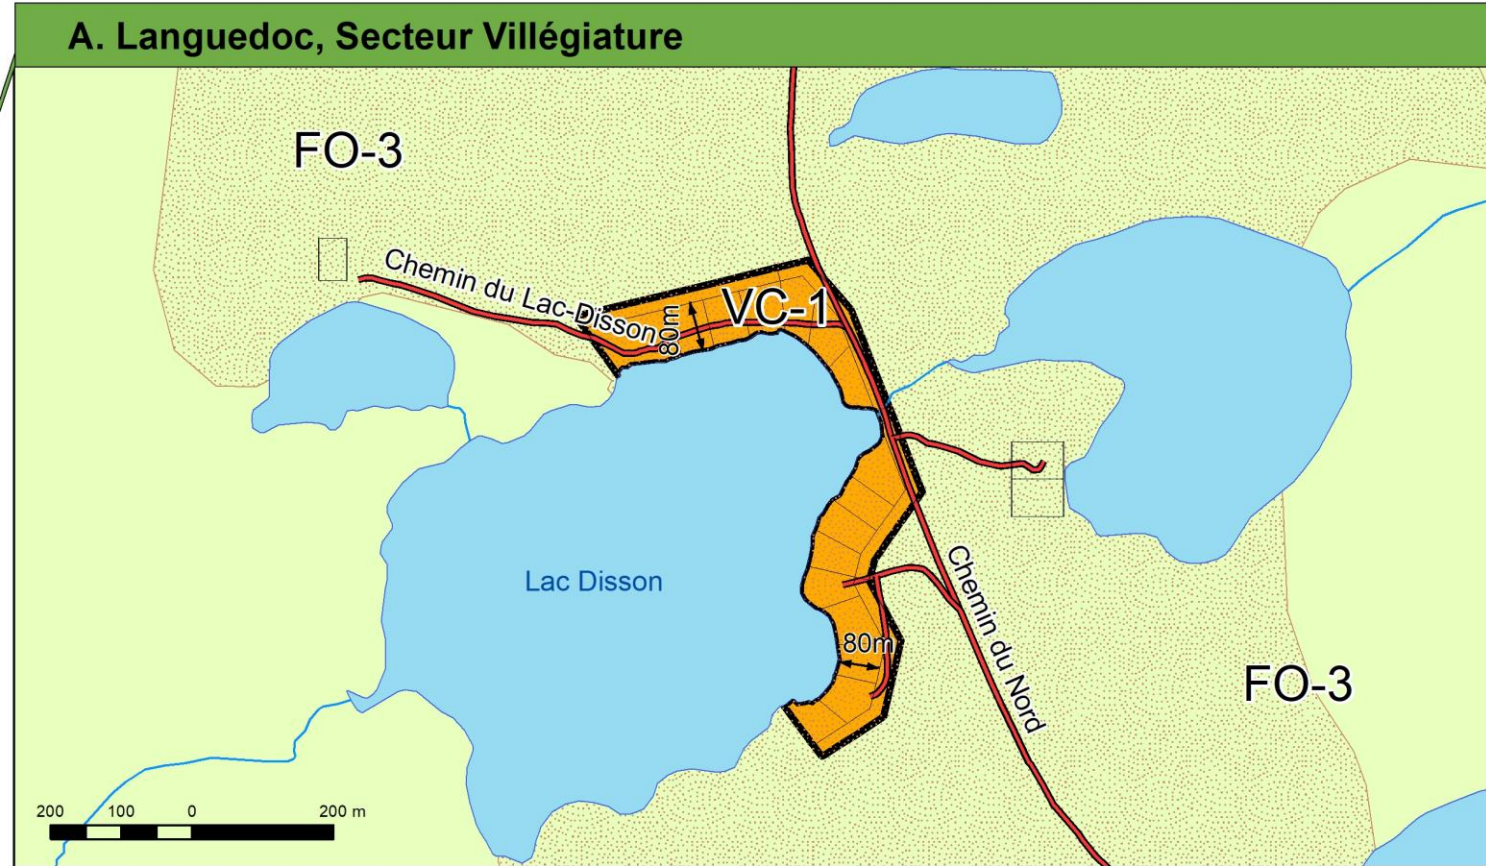 A. Languedoc, Secteur Villégiature
FO-3
Chemin du Lac-Disson
80m
VC-1
Lac Disson
80m
Chemin du Nord
FO-3
200 100 0 200 m